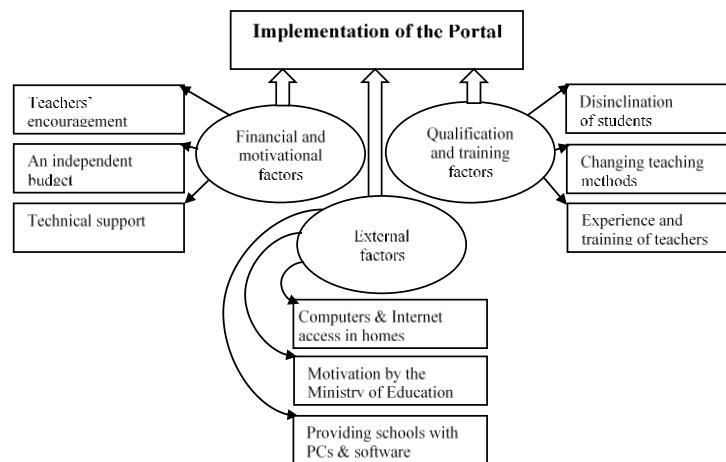 Implementation of the Portal
Teachers'
encouragement
An independent
budget
Technical support
Financial and
motivational
factors
Qualification
and training
factors
Disinclination
of students
Changing teaching
methods
Experience and
training of teachers
External
factors
Computers & Internet
access in homes
Motivation by the
Ministry of Education
Providing schools with
PCs & software